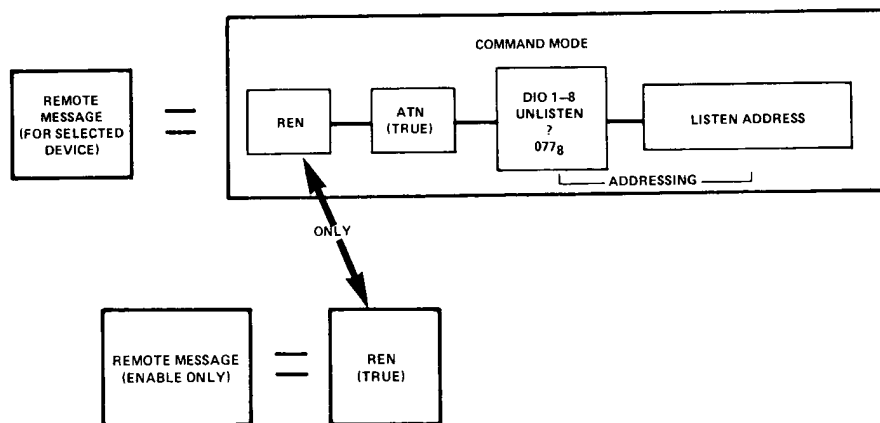 COMMAND MODE
REMOTE
MESSAGE
(FOR SELECTED
DEVICE)
=
REN
ATN
(TRUE)
DIO 1–8
UNLISTEN
?
077₈
LISTEN ADDRESS
ADDRESSING
ONLY
REMOTE MESSAGE
(ENABLE ONLY)
=
REN
(TRUE)